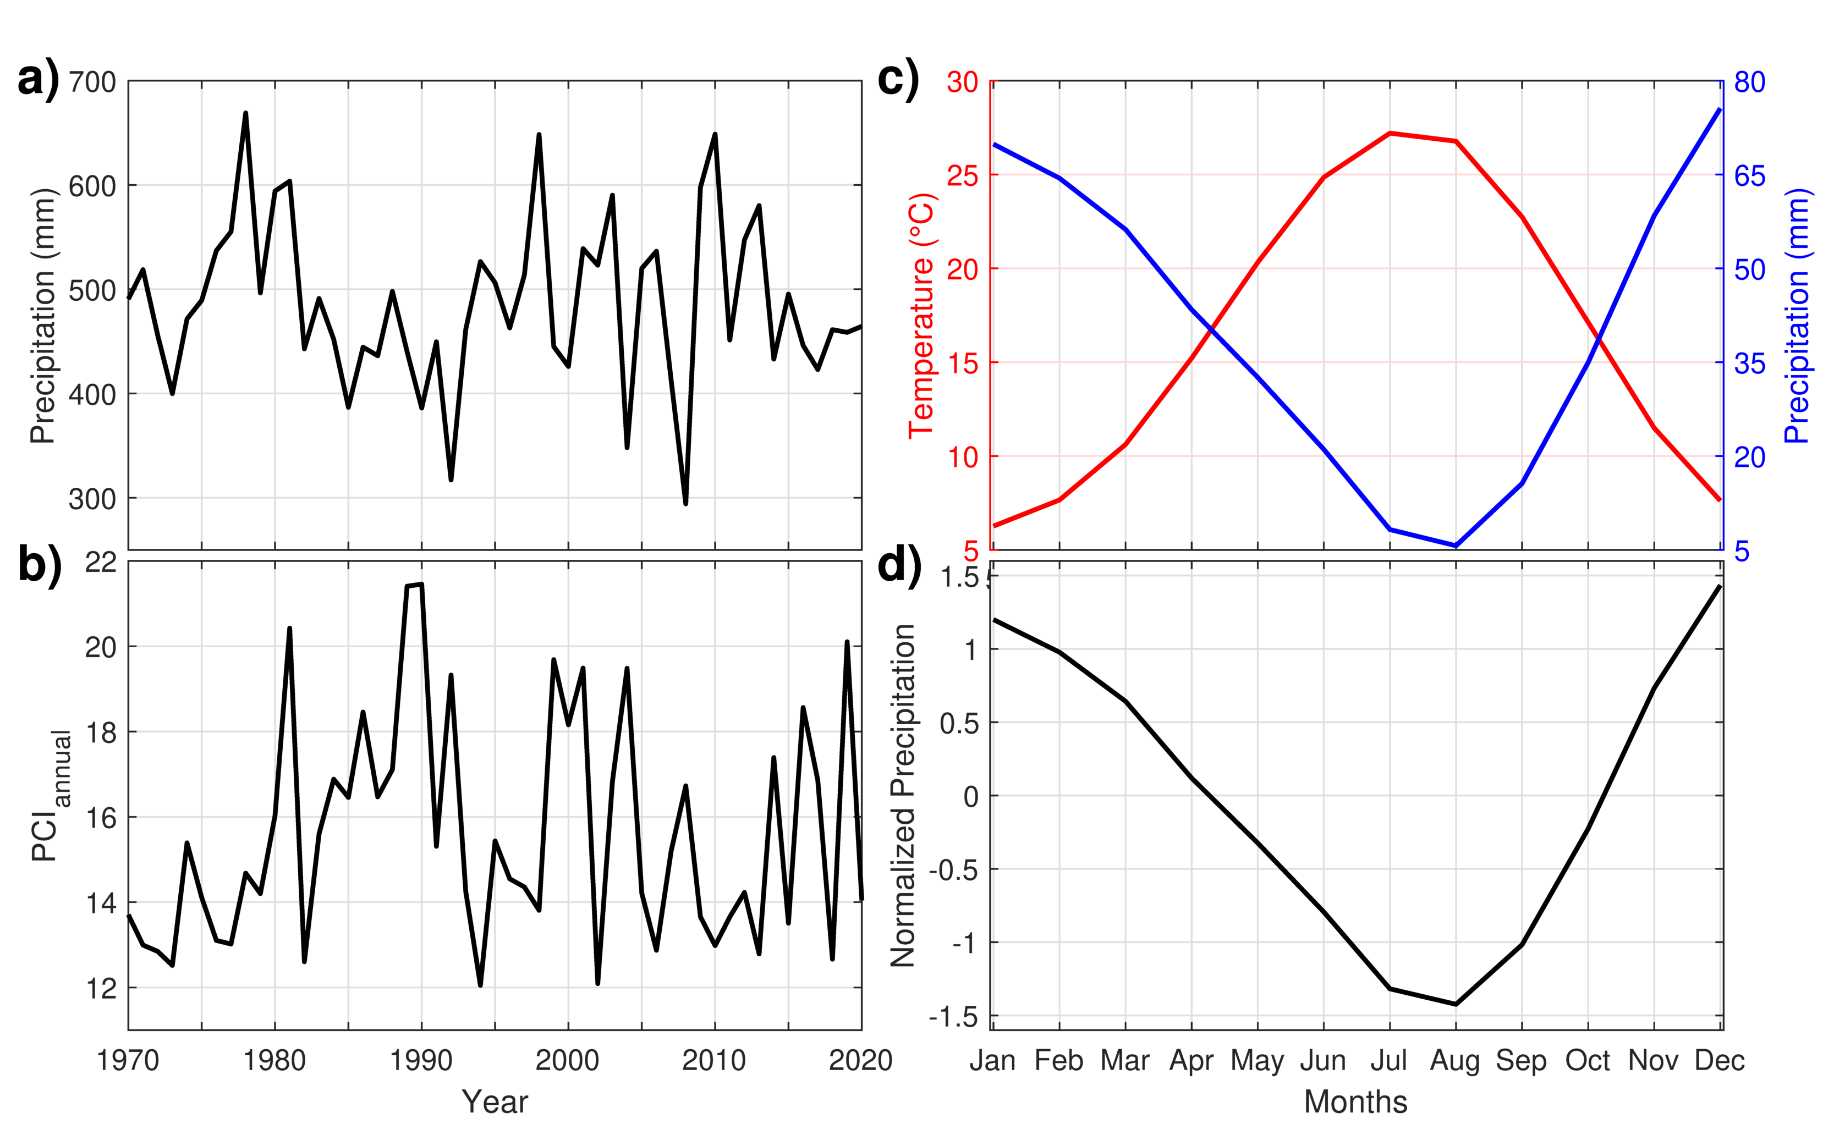 a)
700
600
500
400
300
Precipitation (mm)
b)
22
20
18
16
14
12
PCI annual
1970 1980 1990 2000 2010 2020
Year
c)
30
25
20
15
10
5
Temperature (°C)
80
65
50
35
20
5
Precipitation (mm)
d)
1.5
1
0.5
0
-0.5
-1
-1.5
Normalized Precipitation
Jan Feb Mar Apr May Jun Jul Aug Sep Oct Nov Dec
Months